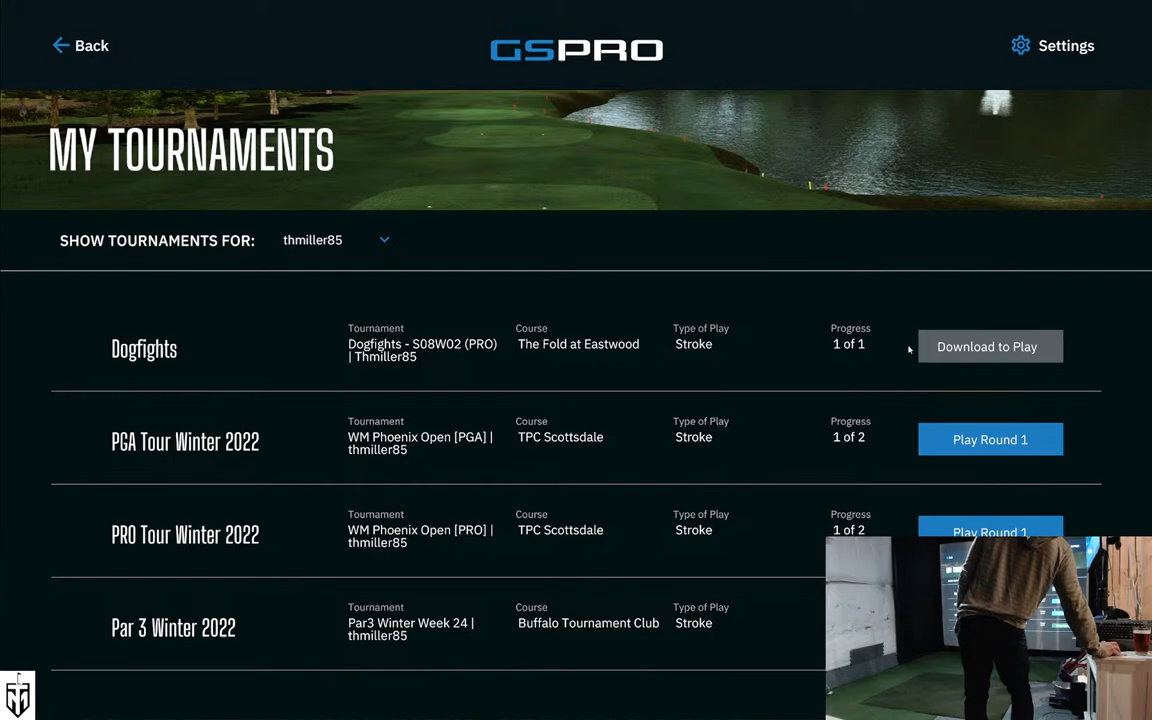 Back
GSPRO
Settings
MY TOURNAMENTS
SHOW TOURNAMENTS FOR: thmiller85
Dogfights
Tournament
Dogfights - S08W02 (PRO)
| Thmiller85
Course
The Fold at Eastwood
Type of Play
Stroke
Progress
1 of 1
Download to Play
PGA Tour Winter 2022
Tournament
WM Phoenix Open [PGA] |
thmiller85
Course
TPC Scottsdale
Type of Play
Stroke
Progress
1 of 2
Play Round 1
PRO Tour Winter 2022
Tournament
WM Phoenix Open [PRO] |
thmiller85
Course
TPC Scottsdale
Type of Play
Stroke
Progress
1 of 2
Play Round 1
Par 3 Winter 2022
Tournament
Par3 Winter Week 24 |
thmiller85
Course
Buffalo Tournament Club
Type of Play
Stroke